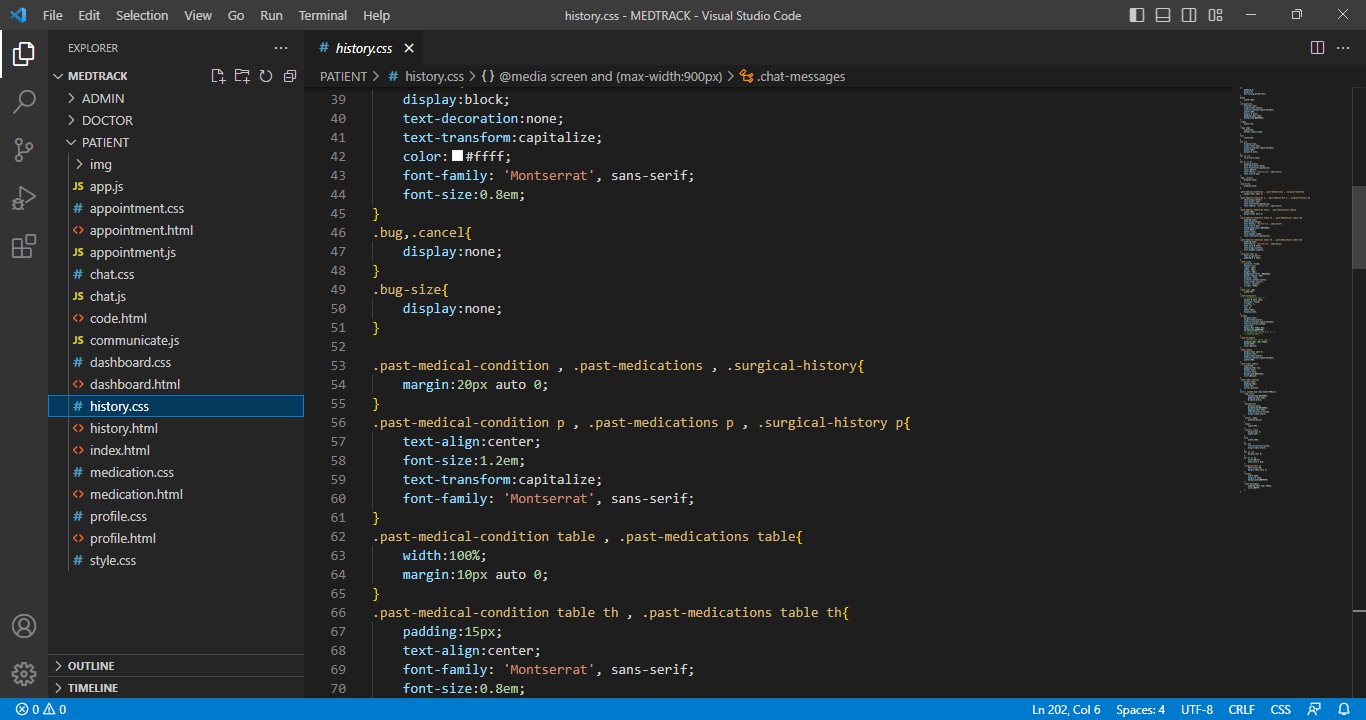 File Edit Selection View Go Run Terminal Help
history.css - MEDTRACK - Visual Studio Code
EXPLORER
MEDTRACK
ADMIN
DOCTOR
PATIENT
img
JS app.js
# appointment.css
<> appointment.html
JS appointment.js
# chat.css
JS chat.js
<> code.html
JS communicate.js
# dashboard.css
<> dashboard.html
# history.css
<> history.html
<> index.html
# medication.css
<> medication.html
# profile.css
<> profile.html
# style.css
OUTLINE
TIMELINE
# history.css
PATIENT > # history.css > {} @media screen and (max-width:900px) > .chat-messages
39 display:block;
40 text-decoration:none;
41 text-transform:capitalize;
42 color:#ffff;
43 font-family: 'Montserrat', sans-serif;
44 font-size:0.8em;
45 }
46 .bug,.cancel{
47 display:none;
48 }
49 .bug-size{
50 display:none;
51 }
52
53 .past-medical-condition , .past-medications , .surgical-history{
54 margin:20px auto 0;
55 }
56 .past-medical-condition p , .past-medications p , .surgical-history p{
57 text-align:center;
58 font-size:1.2em;
59 text-transform:capitalize;
60 font-family: 'Montserrat', sans-serif;
61 }
62 .past-medical-condition table , .past-medications table{
63 width:100%;
64 margin:10px auto 0;
65 }
66 .past-medical-condition table th , .past-medications table th{
67 padding:15px;
68 text-align:center;
69 font-family: 'Montserrat', sans-serif;
70 font-size:0.8em;
0 0
Ln 202, Col 6 Spaces: 4 UTF-8 CRLF CSS